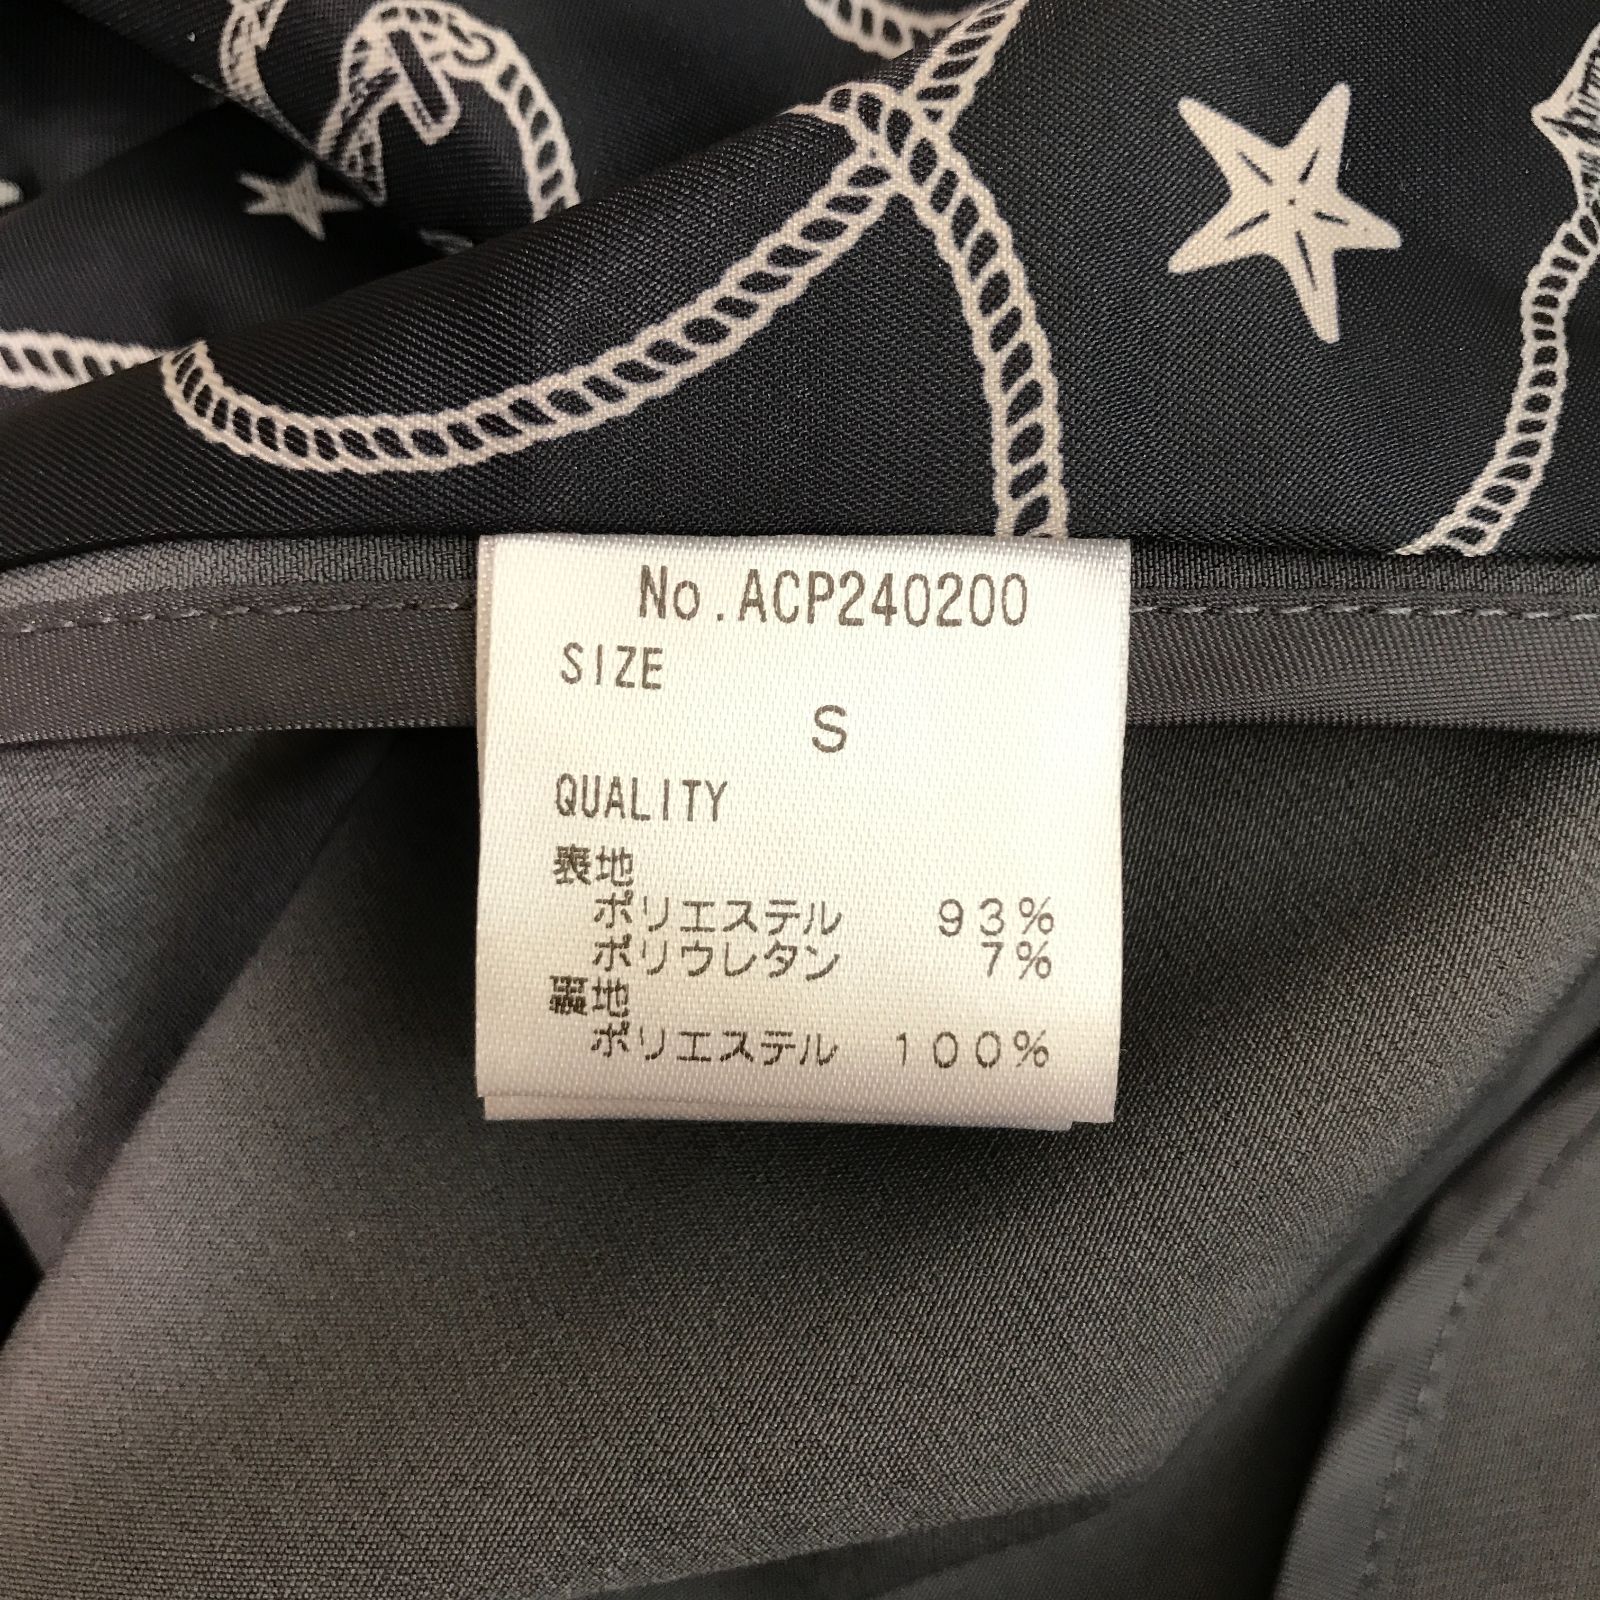 No.ACP240200
SIZE
S
QUALITY
表地
ポリエステル 93%
ポリウレタン 7%
裏地
ポリエステル 100%